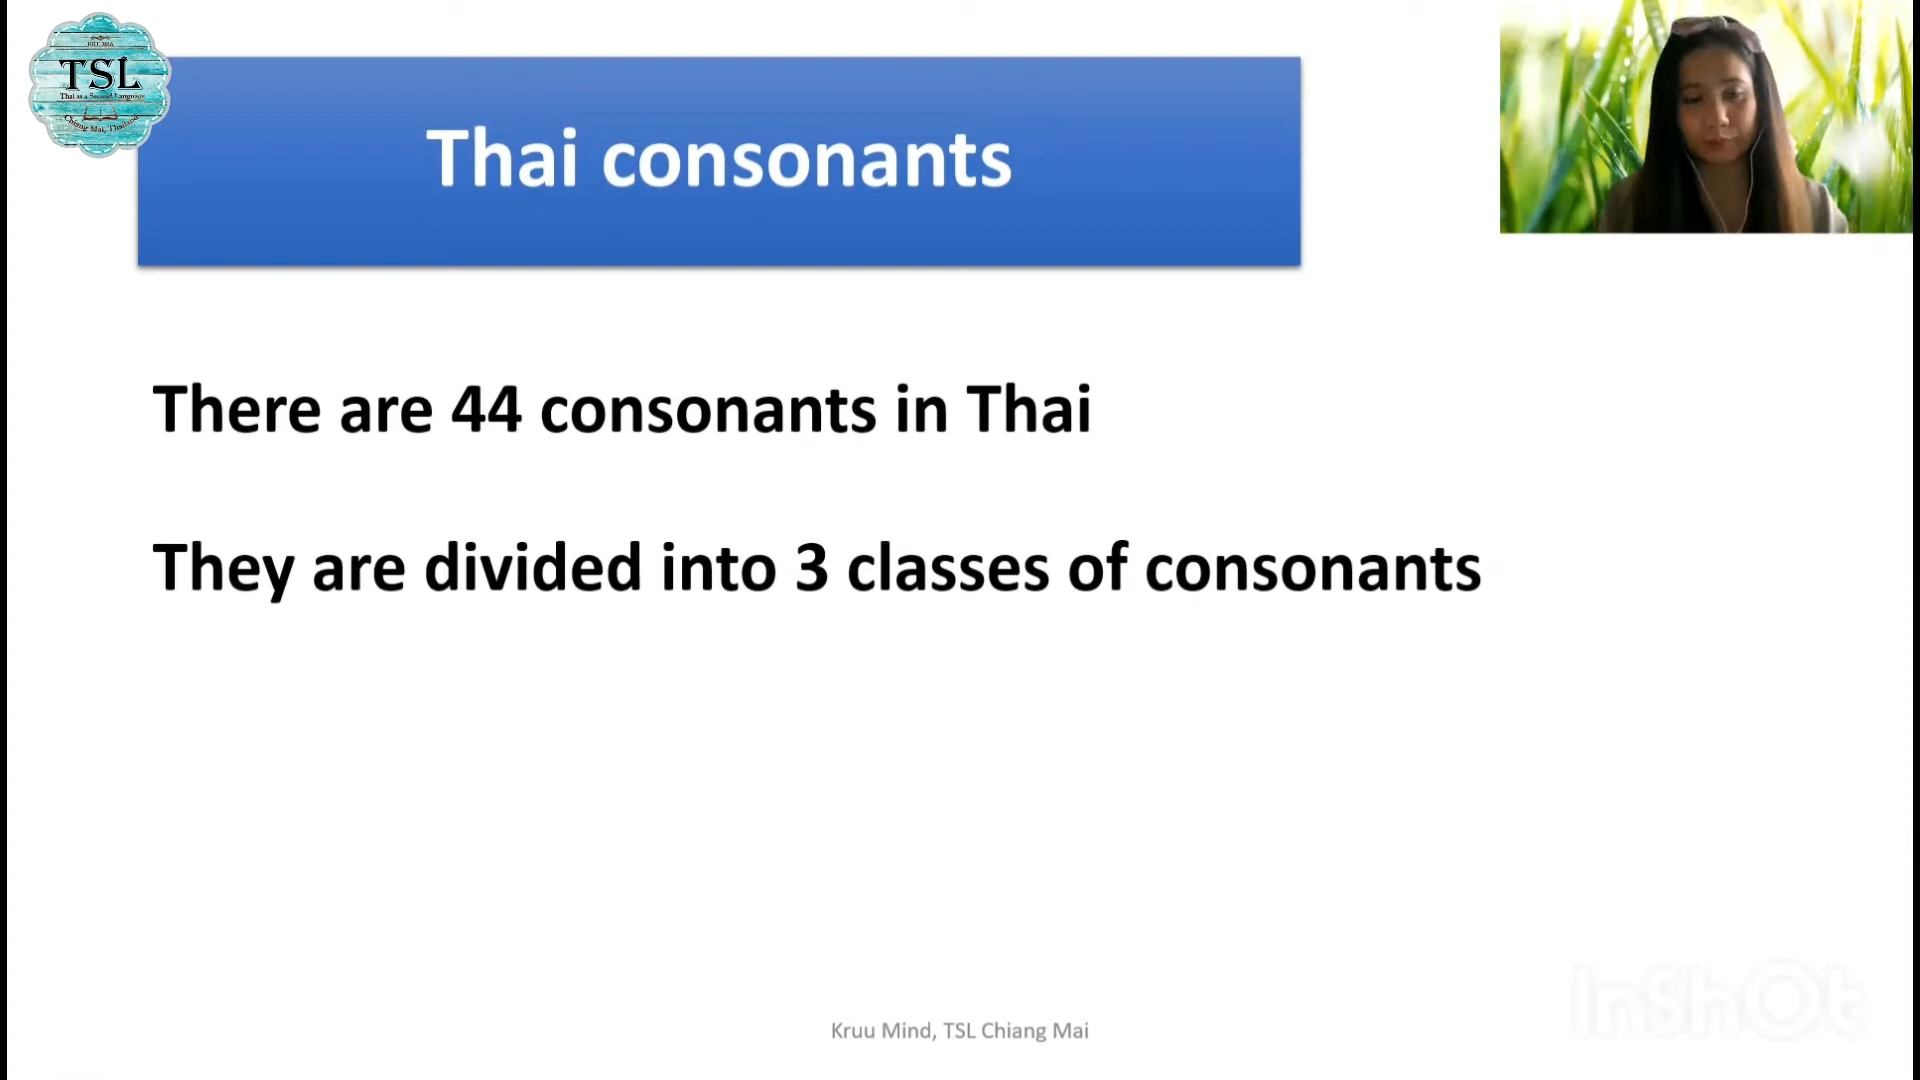 EST. 2016
TSL
Thai as a Second Language
Chiang Mai, Thailand
Thai consonants
There are 44 consonants in Thai
They are divided into 3 classes of consonants
Kruu Mind, TSL Chiang Mai
InShOt